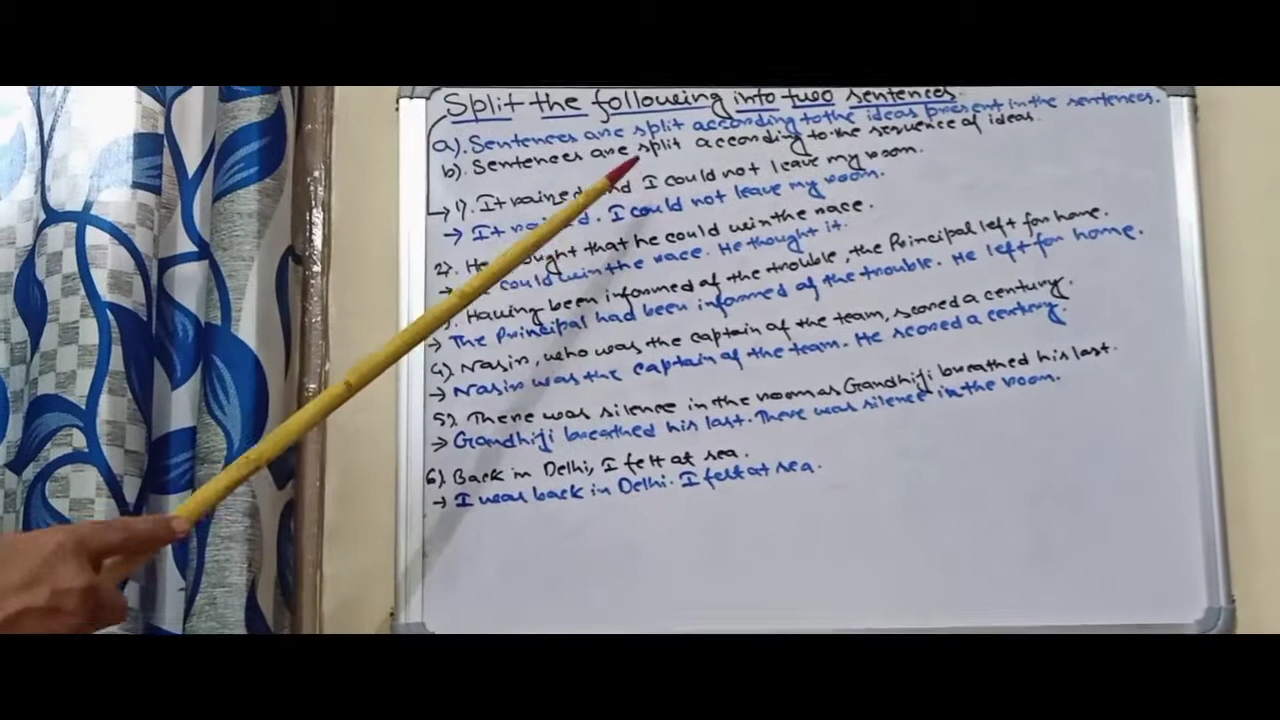 Split the following into two sentences.
a). Sentences are split according to the ideas present in the sentences.
b). Sentences are split according to the sequence of ideas.
→ 1). It rained and I could not leave my room.
→ It rained. I could not leave my room.
2). He thought that he could win the race.
→ He could win the race. He thought it.
3). Having been informed of the trouble, the Principal left for home.
→ The Principal had been informed of the trouble. He left for home.
4). Nasir, who was the captain of the team, scored a century.
→ Nasir was the captain of the team. He scored a century.
5). There was silence in the room as Gandhiji breathed his last.
→ Gandhiji breathed his last. There was silence in the room.
6). Back in Delhi, I felt at sea.
→ I was back in Delhi. I felt at sea.